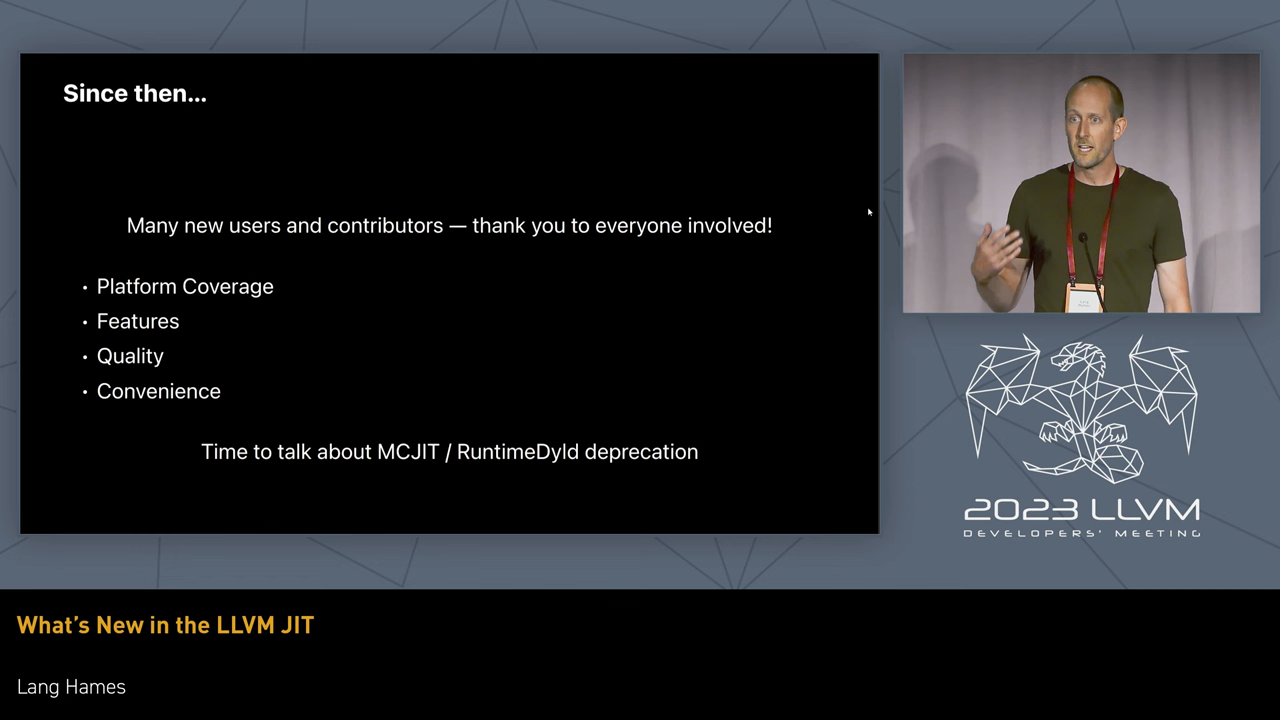 Since then...
Many new users and contributors — thank you to everyone involved!
• Platform Coverage
• Features
• Quality
• Convenience
Time to talk about MCJIT / RuntimeDyld deprecation
2023 LLVM
DEVELOPERS' MEETING
What's New in the LLVM JIT
Lang Hames